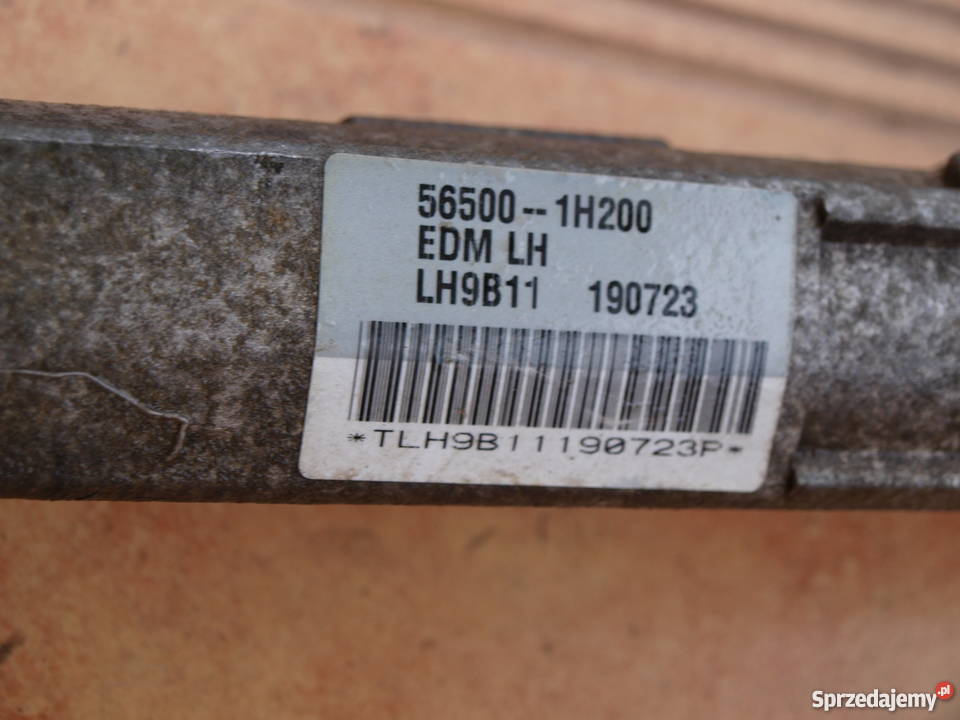 56500--1H200
EDM LH
LH9B11 190723
*TLH9B11190723P*
Sprzedajemy.pl